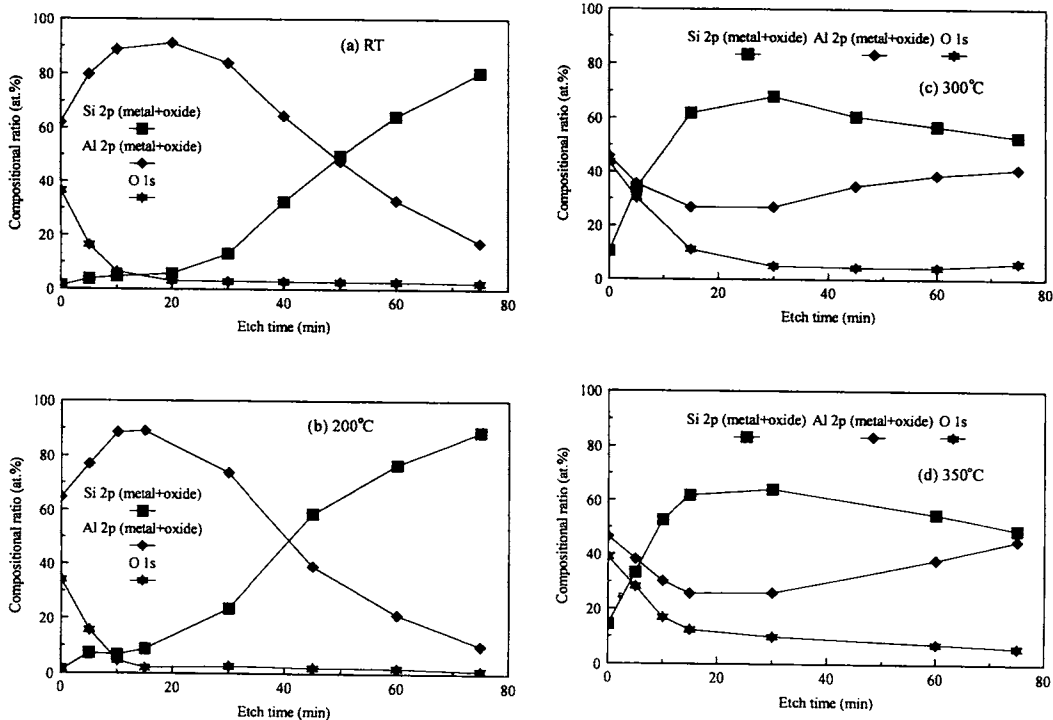 100
80
60
40
20
0
Compositional ratio (at.%)
(a) RT
Si 2p (metal+oxide)
Al 2p (metal+oxide)
O 1s
0 20 40 60 80
Etch time (min)
100
80
60
40
20
0
Compositional ratio (at.%)
Si 2p (metal+oxide) Al 2p (metal+oxide) O 1s
(c) 300°C
0 20 40 60 80
Etch time (min)
100
80
60
40
20
0
Compositional ratio (at.%)
(b) 200°C
Si 2p (metal+oxide)
Al 2p (metal+oxide)
O 1s
0 20 40 60 80
Etch time (min)
100
80
60
40
20
0
Compositional ratio (at.%)
Si 2p (metal+oxide) Al 2p (metal+oxide) O 1s
(d) 350°C
0 20 40 60 80
Etch time (min)